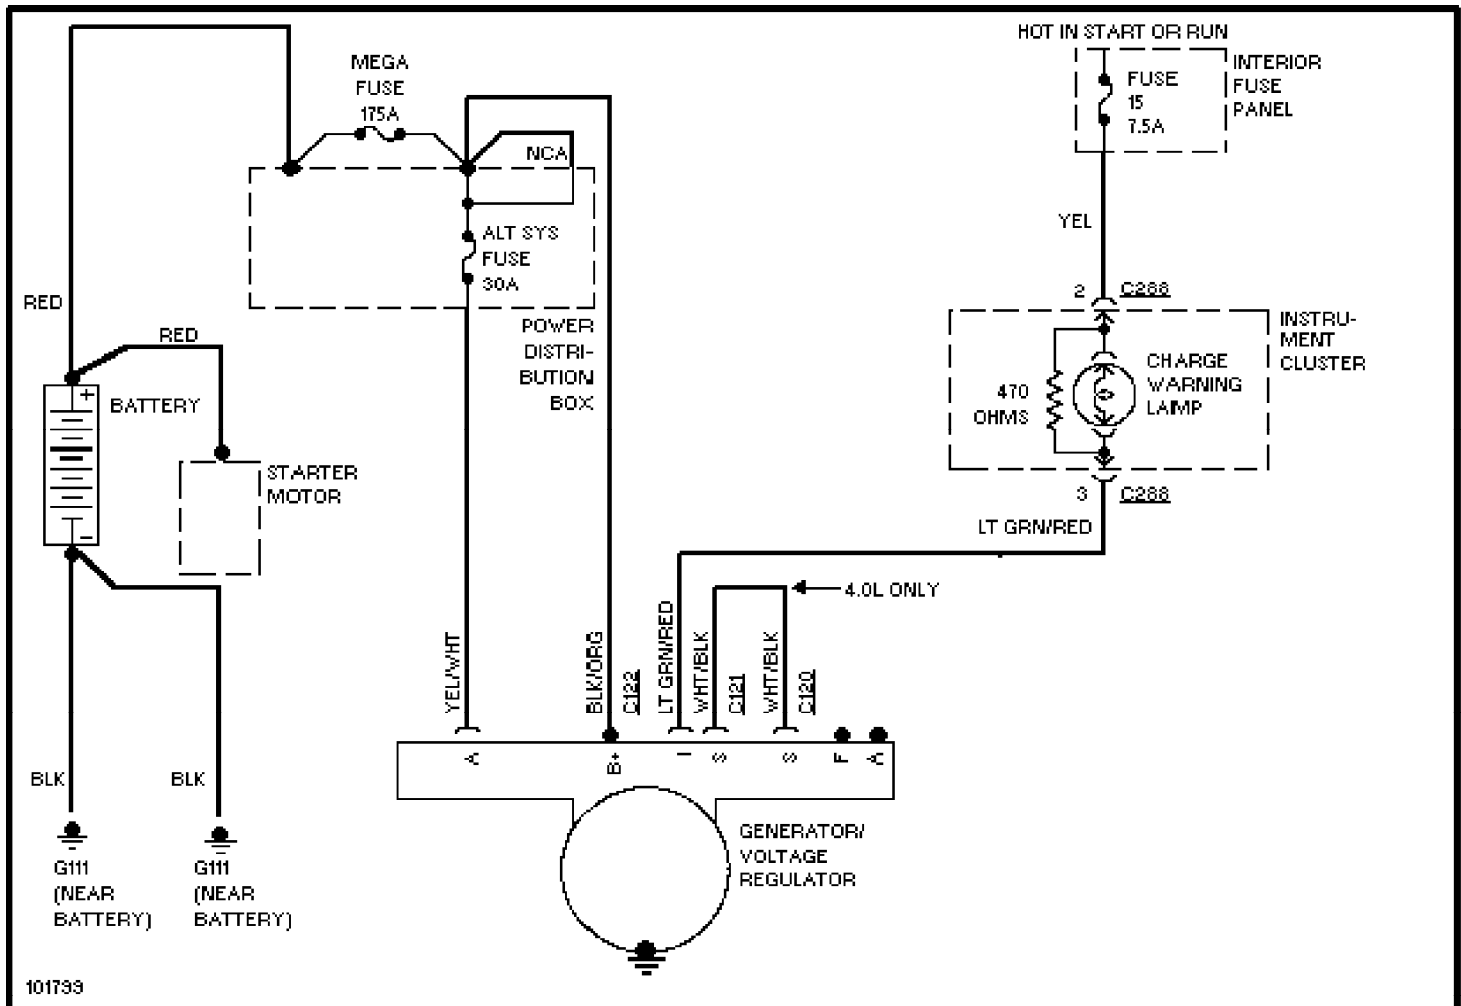 HOT IN START OR RUN
MEGA
FUSE
175A
NCA
FUSE
15
7.5A
INTERIOR
FUSE
PANEL
YEL
ALT SYS
FUSE
30A
RED
RED
POWER
DISTRI-
BUTION
BOX
2 C288
INSTRU-
MENT
CLUSTER
CHARGE
WARNING
LAMP
470
OHMS
3 C288
BATTERY
+
−
STARTER
MOTOR
LT GRN/RED
4.0L ONLY
YEL/WHT
BLK/ORG
C122
LT GRN/RED
WHT/BLK
C121
WHT/BLK
C120
A
B+
I
S
S
F
A
BLK
BLK
GENERATOR/
VOLTAGE
REGULATOR
G111
(NEAR
BATTERY)
G111
(NEAR
BATTERY)
101799